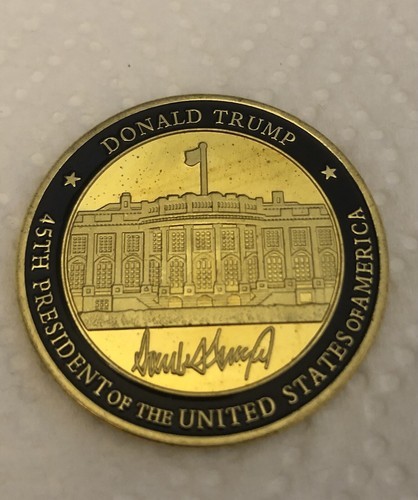 DONALD TRUMP
45TH PRESIDENT OF THE UNITED STATES OF AMERICA